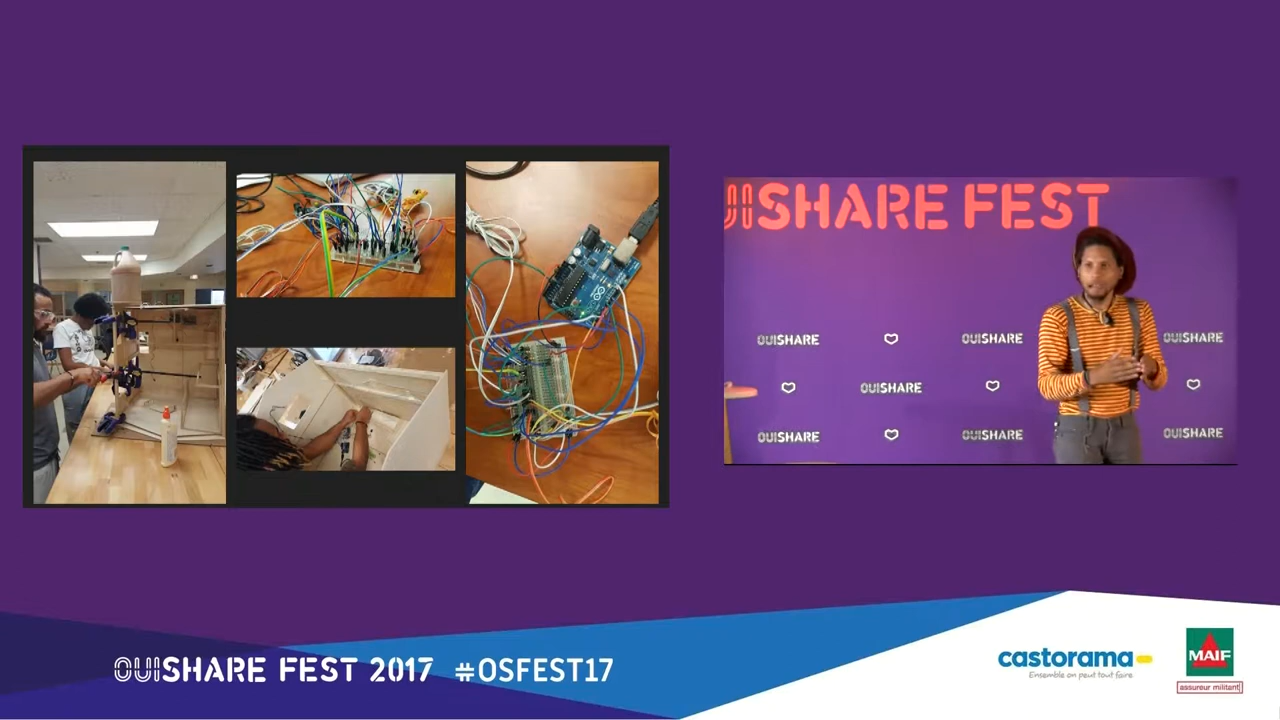 OUISHARE FEST
OUISHARE
OUISHARE
OUISHARE
OUISHARE
OUISHARE
OUISHARE
OUISHARE
OUISHARE FEST 2017 #OSFEST17
castorama
Ensemble on peut tout faire.
MAIF
assureur militant